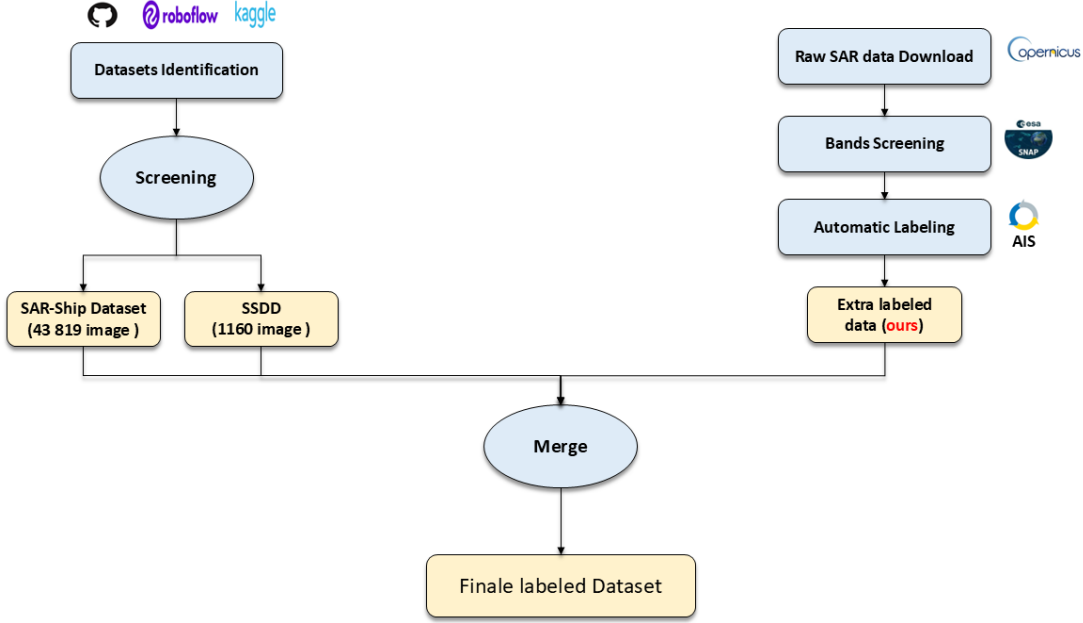 roboflow
kaggle
Datasets Identification
Screening
SAR-Ship Dataset
(43 819 image )
SSDD
(1160 image )
Raw SAR data Download
Copernicus
Bands Screening
esa
SNAP
Automatic Labeling
AIS
Extra labeled
data (ours)
Merge
Finale labeled Dataset